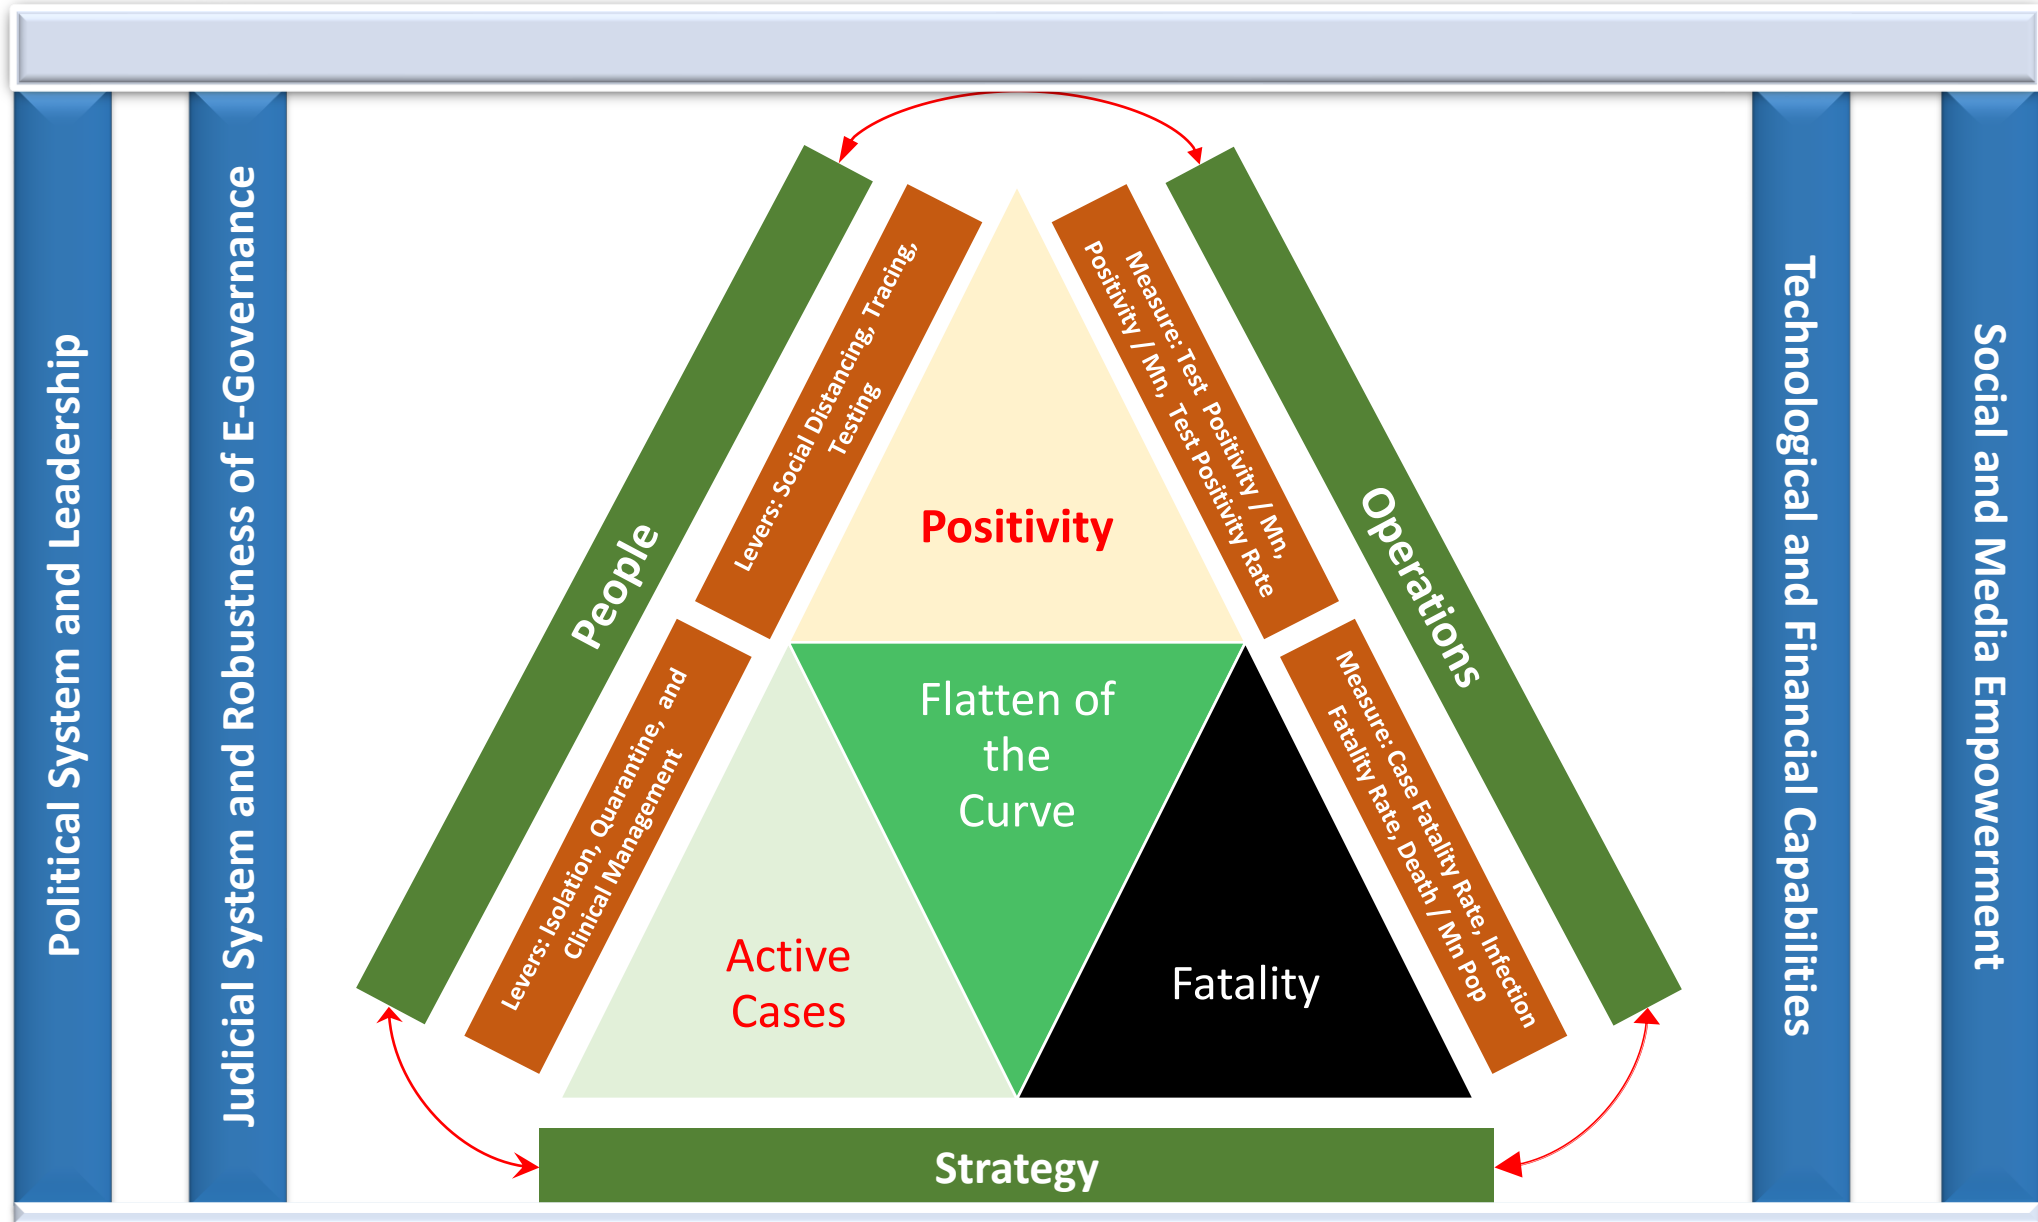 Political System and Leadership
Judicial System and Robustness of E-Governance
People
Levers: Social Distancing, Tracing,
Testing
Levers: Isolation, Quarantine, and
Clinical Management
Positivity
Flatten of
the
Curve
Active
Cases
Fatality
Measure: Test Positivity / Mn,
Positivity / Mn, Test Positivity Rate
Measure: Case Fatality Rate, Infection
Fatality Rate, Death / Mn Pop
Operations
Strategy
Technological and Financial Capabilities
Social and Media Empowerment